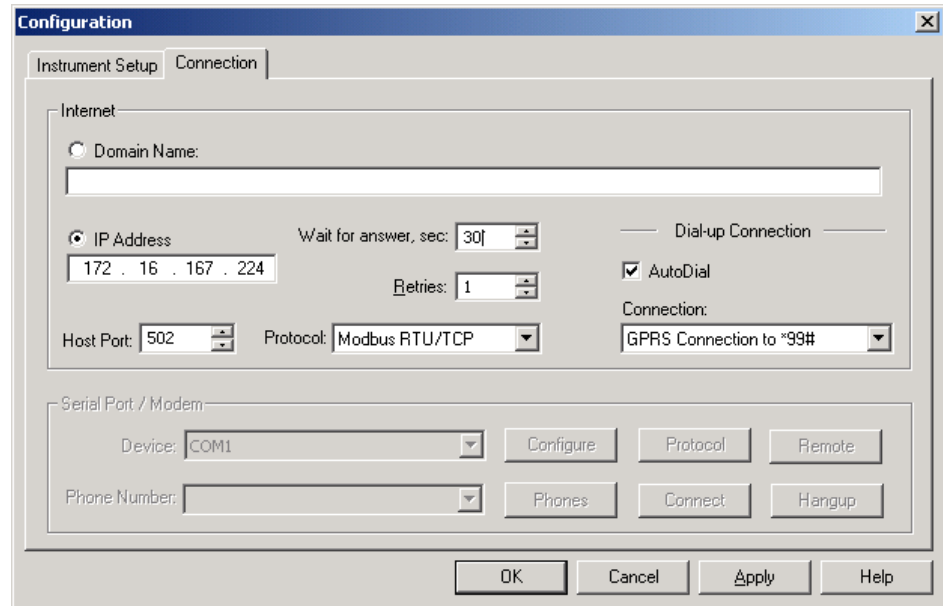 Configuration
Instrument Setup Connection
Internet
Domain Name:
IP Address
172 . 16 . 167 . 224
Wait for answer, sec: 30
Retries: 1
Dial-up Connection
AutoDial
Connection:
GPRS Connection to *99#
Host Port: 502
Protocol: Modbus RTU/TCP
Serial Port / Modem
Device: COM1 Configure Protocol Remote
Phone Number: Phones Connect Hangup
OK Cancel Apply Help